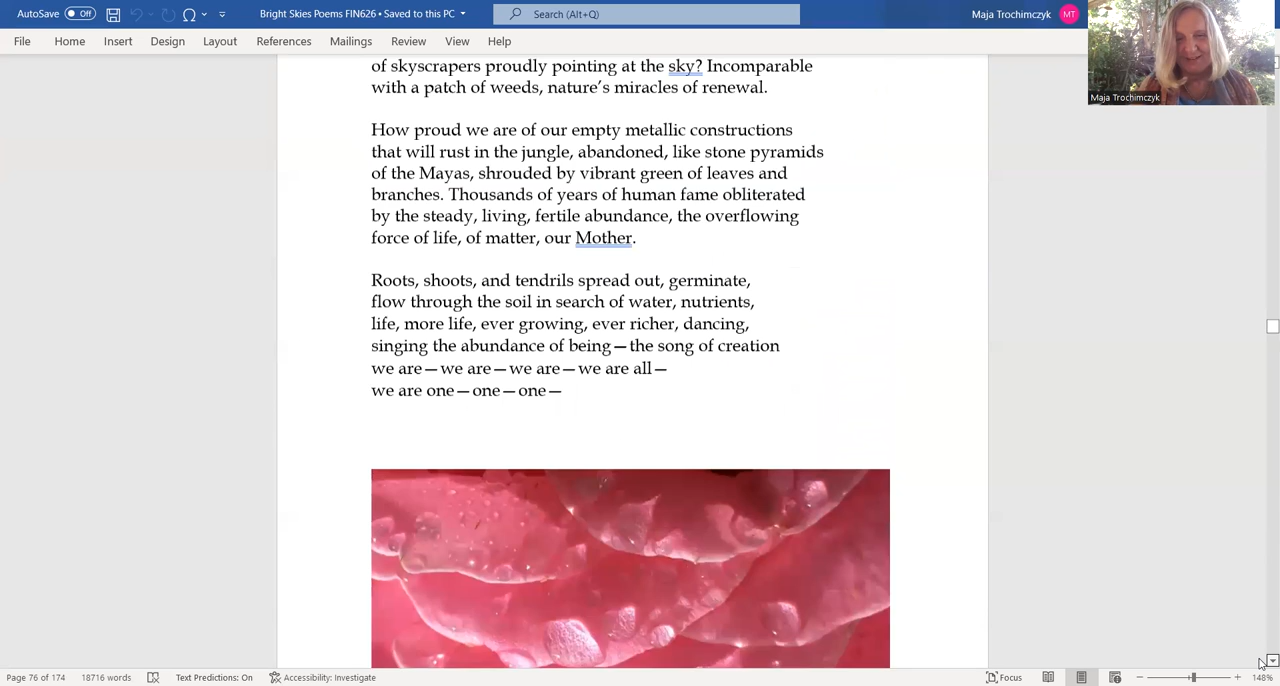 AutoSave Off
Bright Skies Poems FIN626 • Saved to this PC
Search (Alt+Q)
Maja Trochimczyk MT
File Home Insert Design Layout References Mailings Review View Help
Maja Trochimczyk
of skyscrapers proudly pointing at the sky? Incomparable
with a patch of weeds, nature's miracles of renewal.
How proud we are of our empty metallic constructions
that will rust in the jungle, abandoned, like stone pyramids
of the Mayas, shrouded by vibrant green of leaves and
branches. Thousands of years of human fame obliterated
by the steady, living, fertile abundance, the overflowing
force of life, of matter, our Mother.
Roots, shoots, and tendrils spread out, germinate,
flow through the soil in search of water, nutrients,
life, more life, ever growing, ever richer, dancing,
singing the abundance of being—the song of creation
we are—we are—we are—we are all—
we are one—one—one—
Page 76 of 174 18716 words Text Predictions: On Accessibility: Investigate Focus 148%